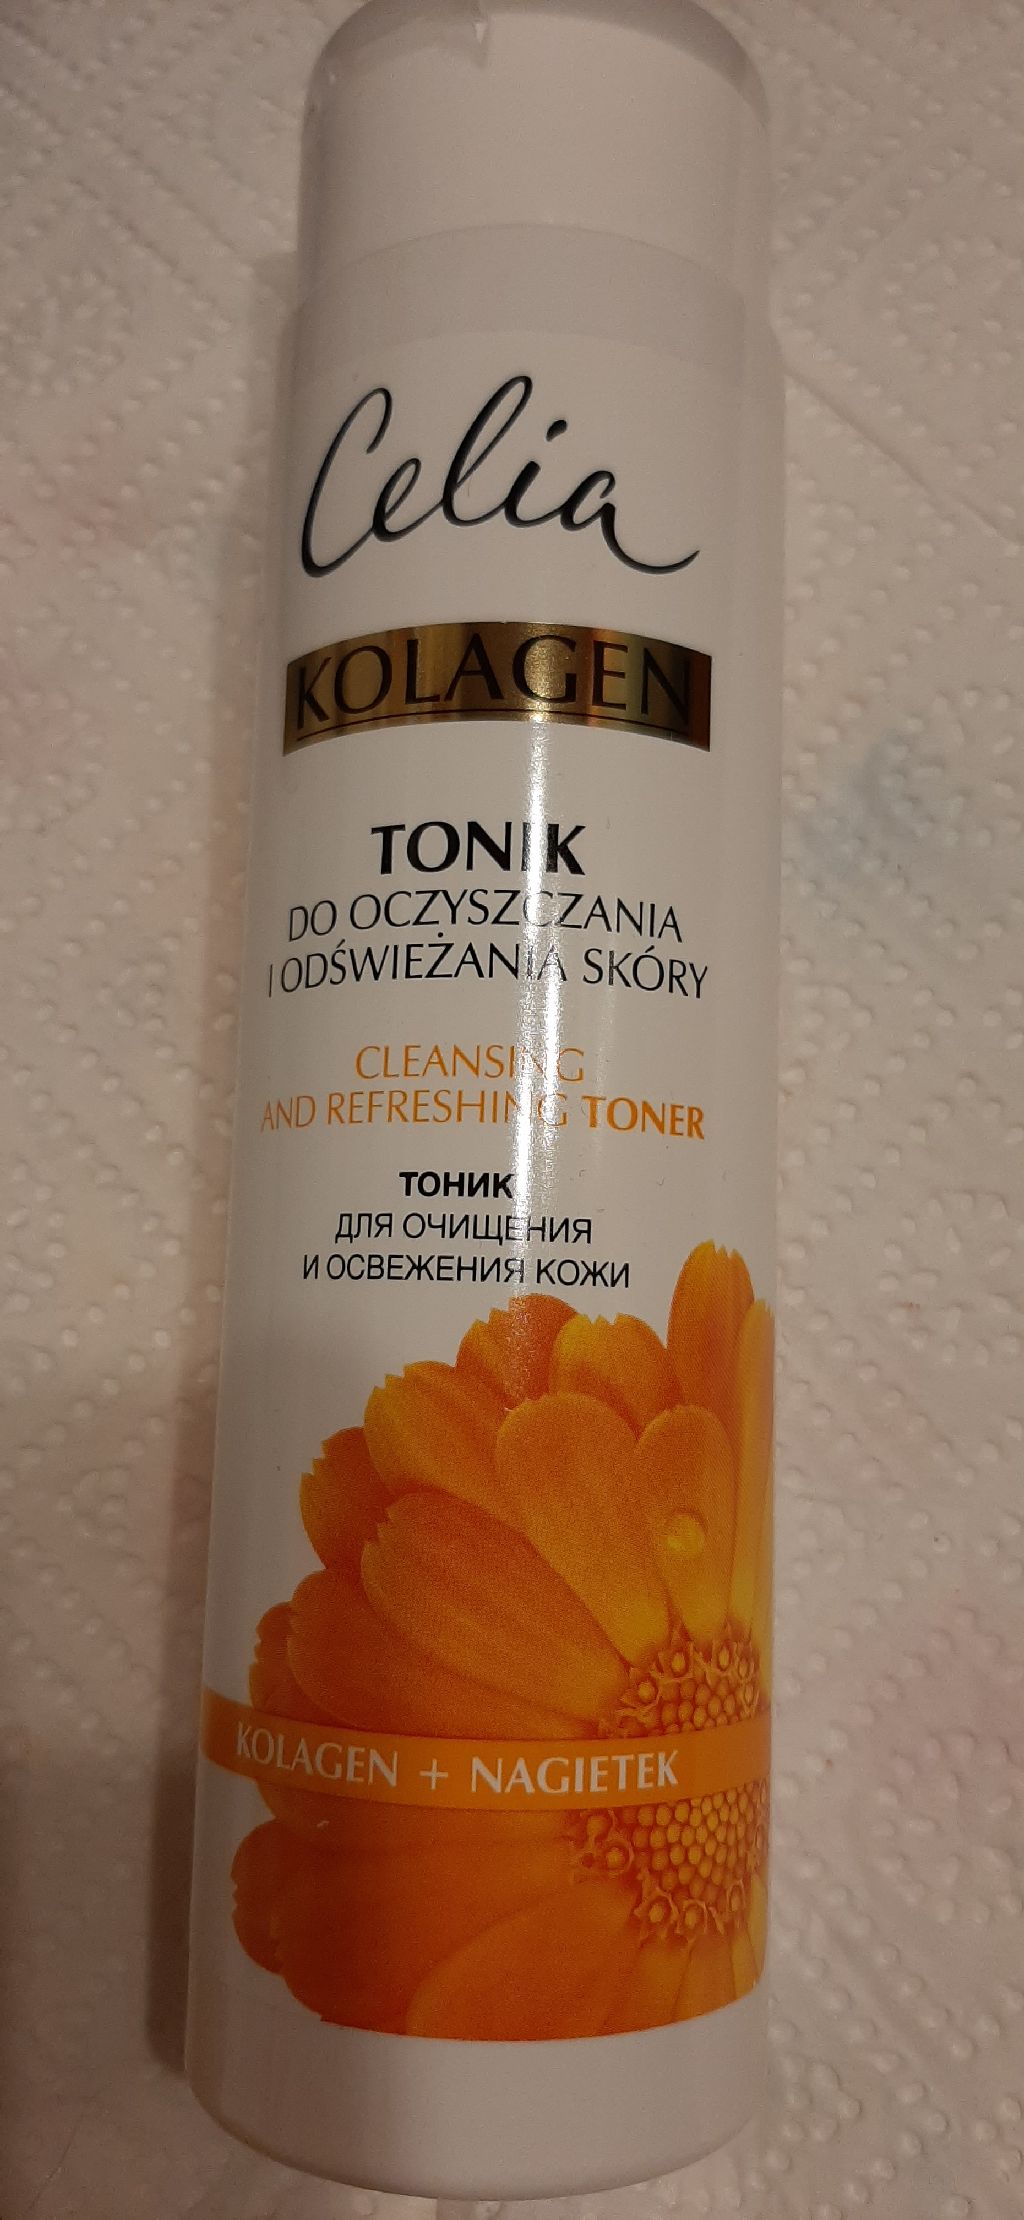 Celia
KOLAGEN
TONIK
DO OCZYSZCZANIA
I ODŚWIEŻANIA SKÓRY
CLEANSING
AND REFRESHING TONER
ТОНИК
ДЛЯ ОЧИЩЕНИЯ
И ОСВЕЖЕНИЯ КОЖИ
KOLAGEN + NAGIETEK